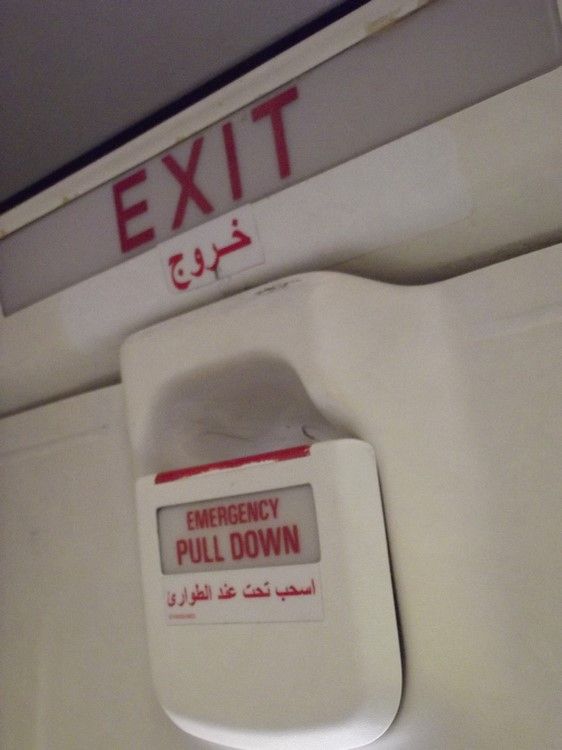 EXIT
خروج
EMERGENCY
PULL DOWN
اسحب تحت عند الطوارئ